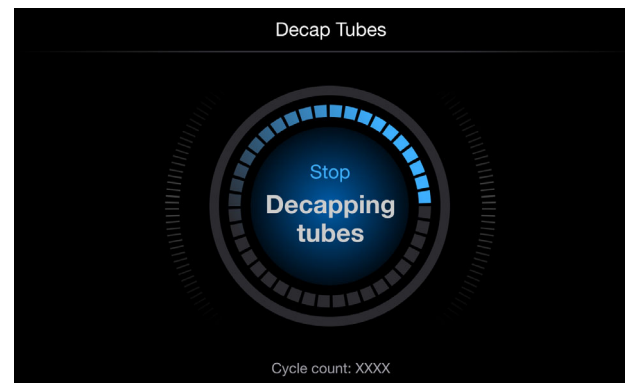 Decap Tubes
Stop
Decapping
tubes
Cycle count: XXXX